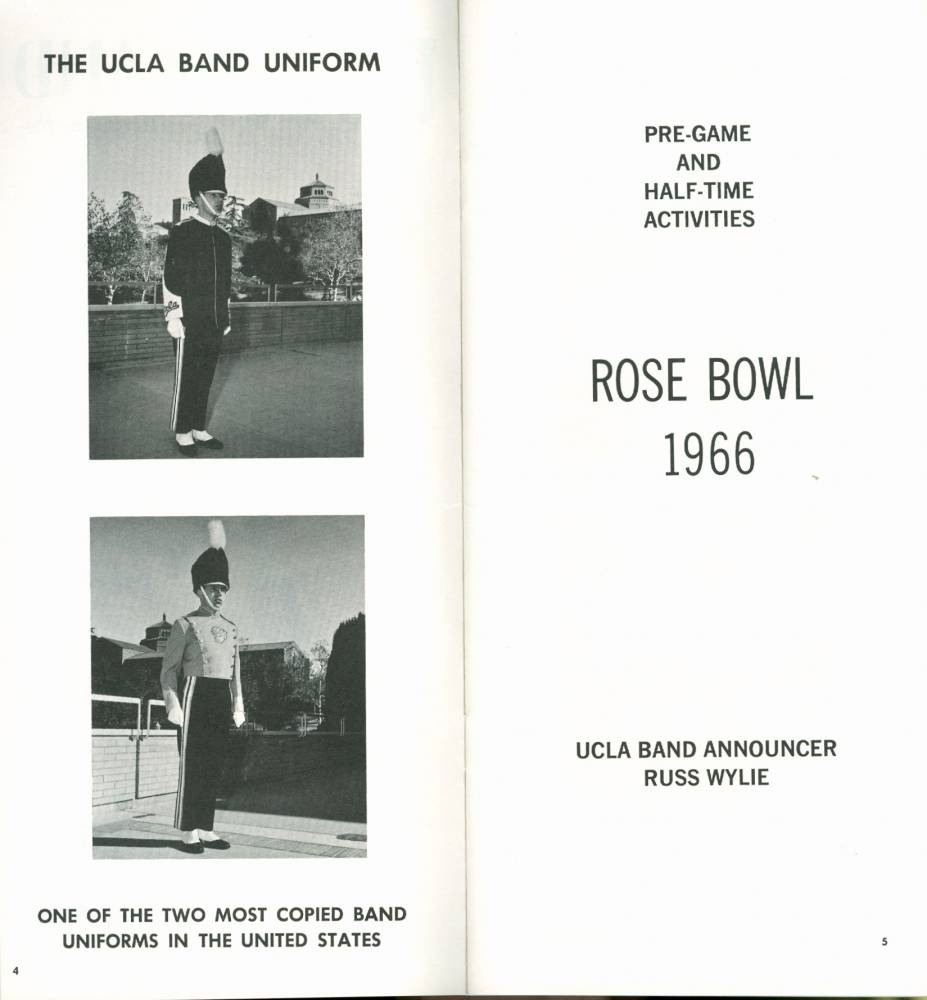 THE UCLA BAND UNIFORM
ONE OF THE TWO MOST COPIED BAND
UNIFORMS IN THE UNITED STATES
4
PRE-GAME
AND
HALF-TIME
ACTIVITIES
ROSE BOWL
1966
UCLA BAND ANNOUNCER
RUSS WYLIE
5